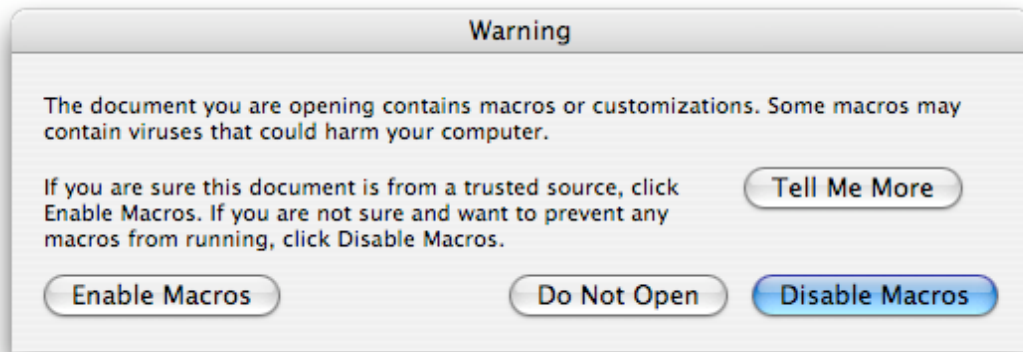 Warning
The document you are opening contains macros or customizations. Some macros may
contain viruses that could harm your computer.
If you are sure this document is from a trusted source, click
Enable Macros. If you are not sure and want to prevent any
macros from running, click Disable Macros.
Tell Me More
Enable Macros
Do Not Open
Disable Macros